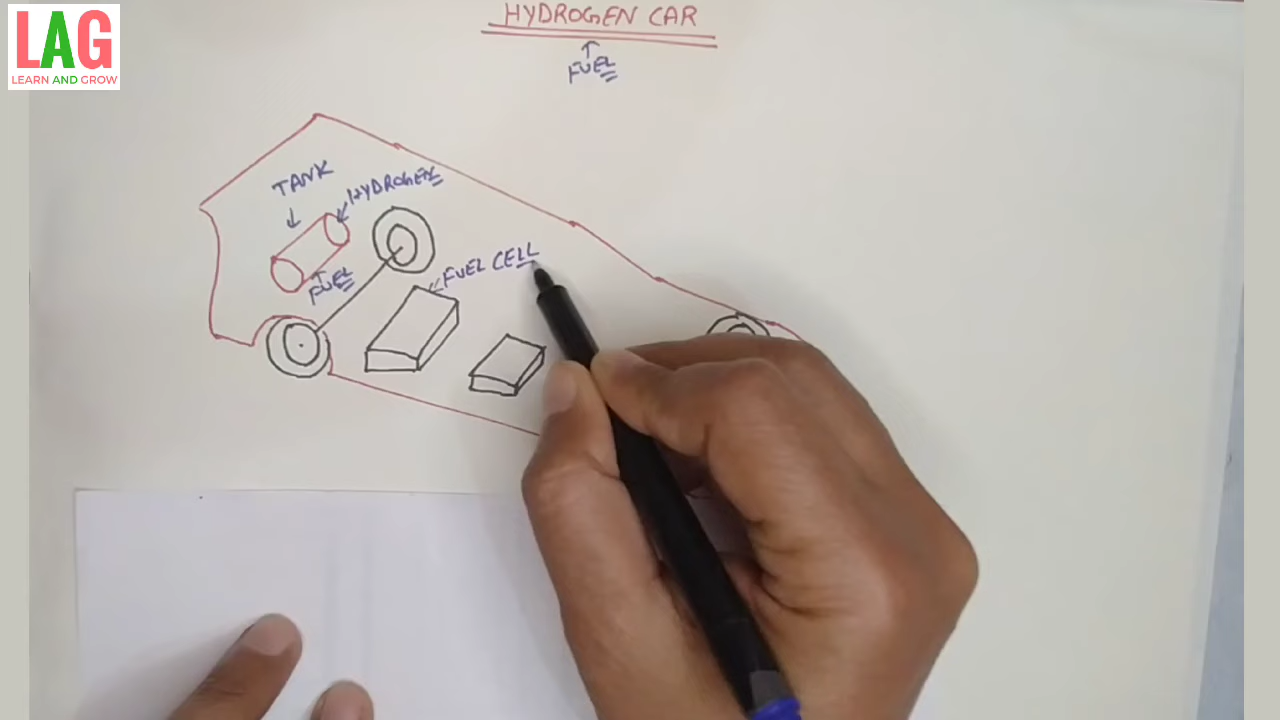 LAG
LEARN AND GROW
HYDROGEN CAR
FUEL
TANK
HYDROGEN
FUEL
FUEL CELL